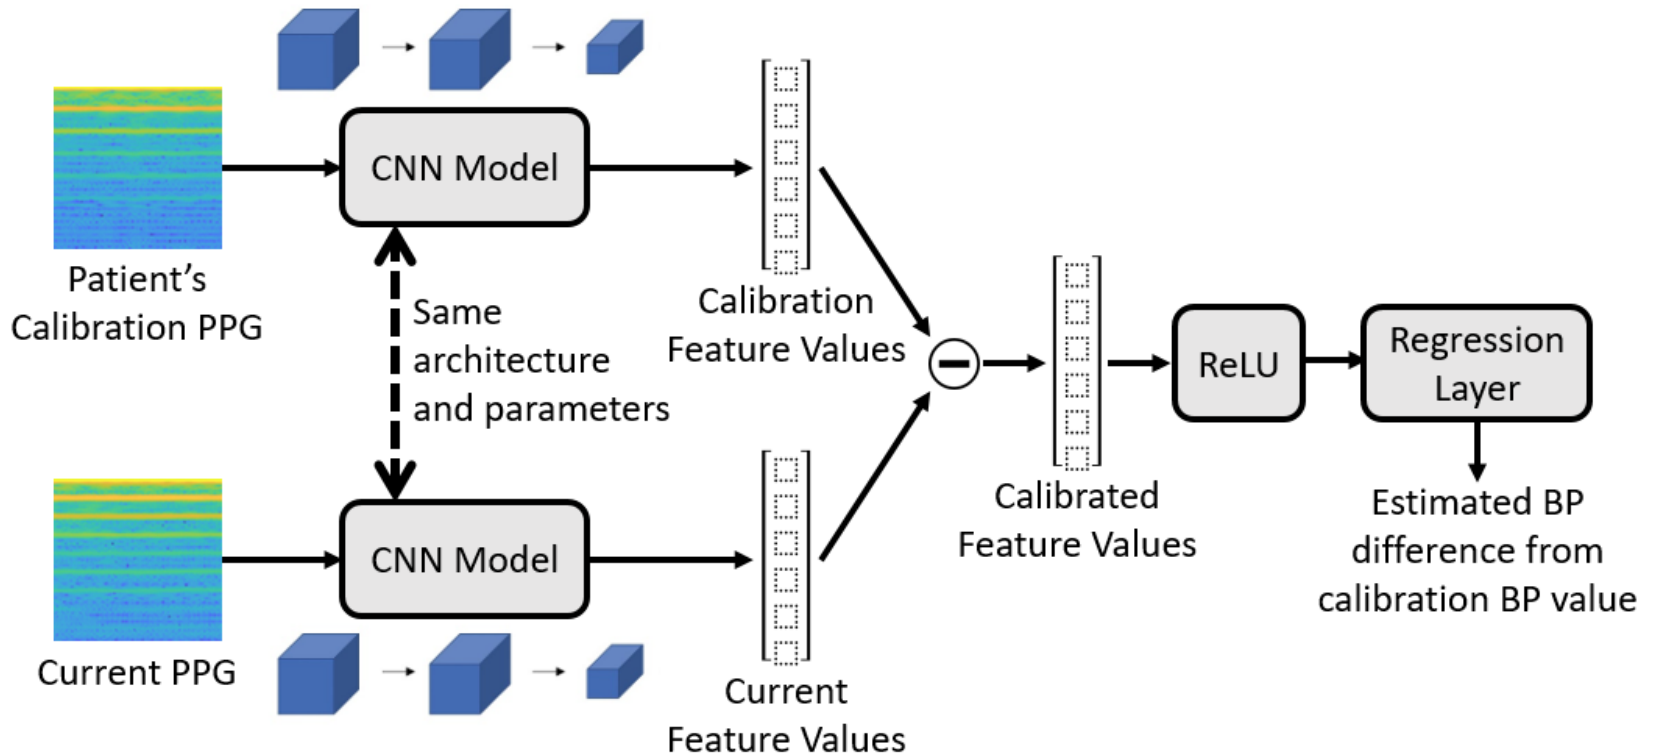 CNN Model
Patient’s
Calibration PPG
Same
architecture
and parameters
Calibration
Feature Values
CNN Model
Current PPG
Current
Feature Values
Calibrated
Feature Values
ReLU
Regression
Layer
Estimated BP
difference from
calibration BP value